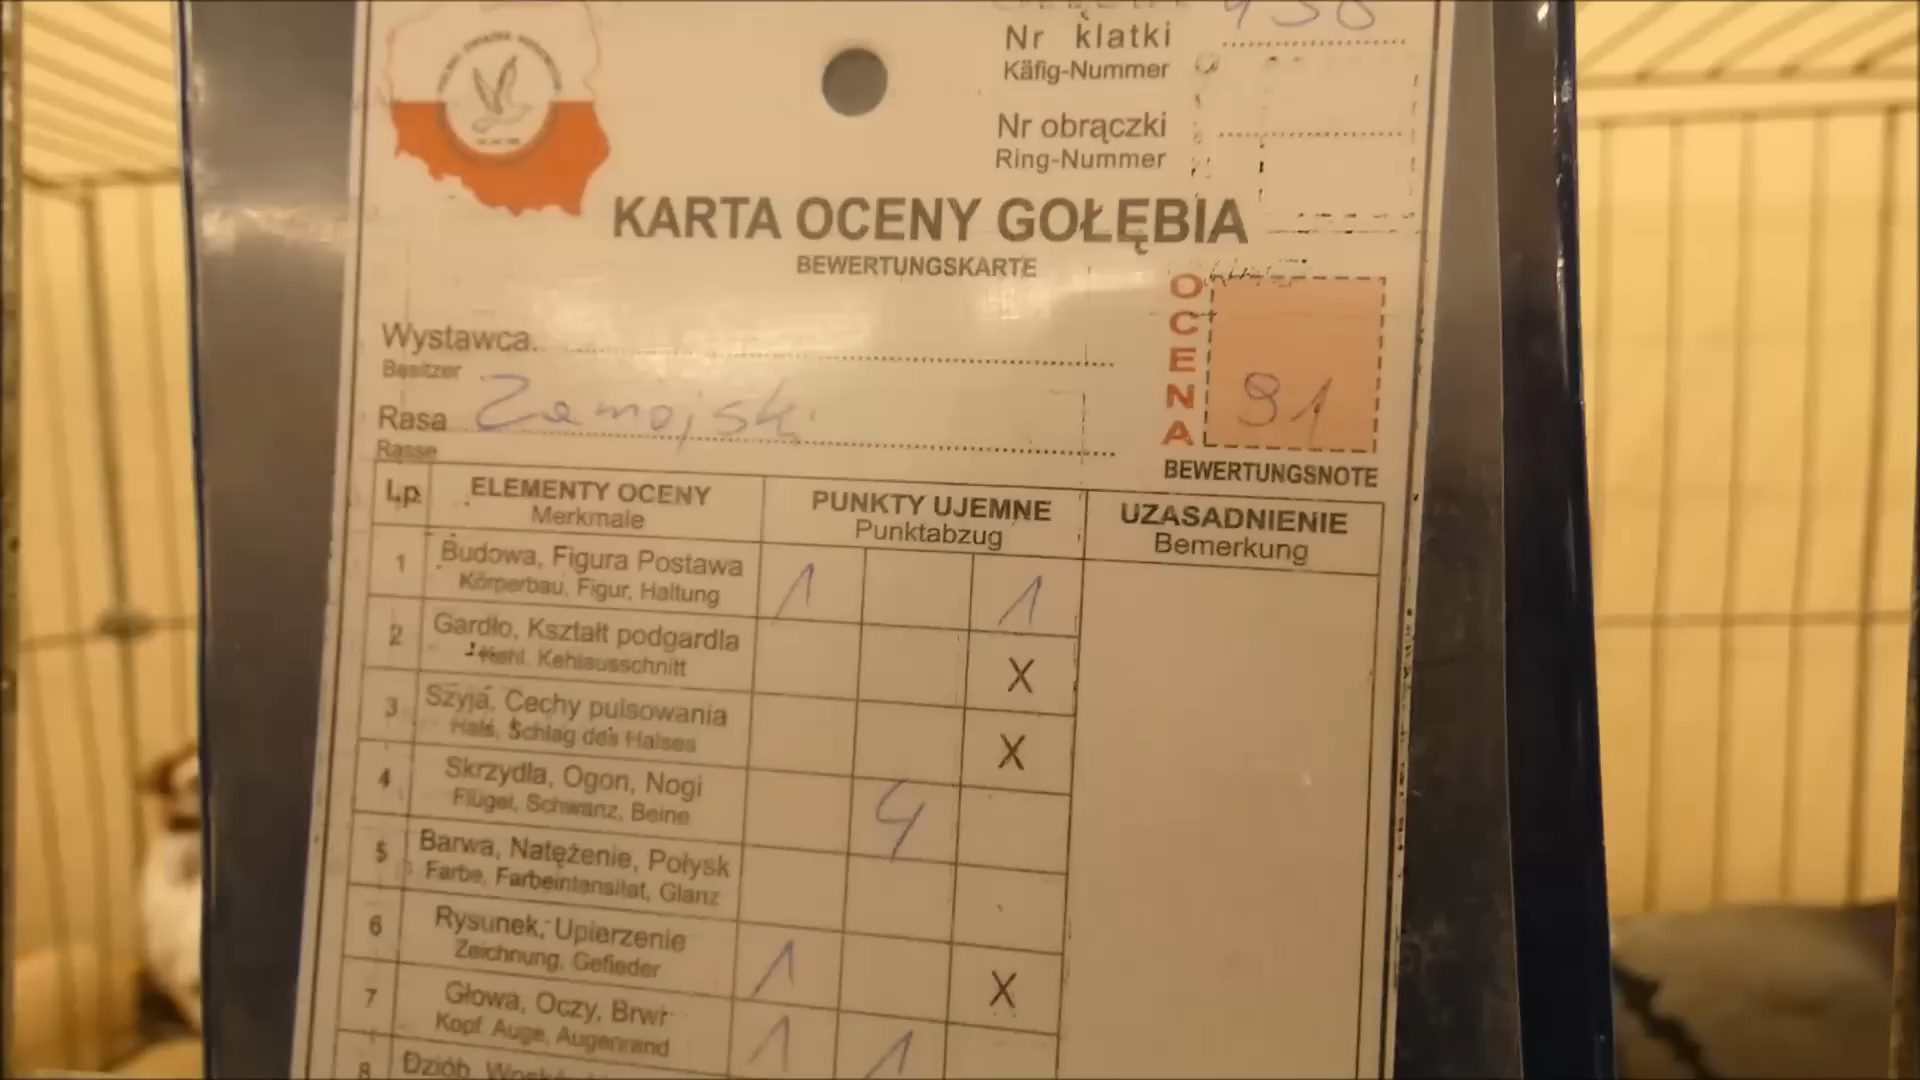 Nr klatki
Käfig-Nummer
Nr obrączki
Ring-Nummer
KARTA OCENY GOŁĘBIA
BEWERTUNGSKARTE
OCENA
91
BEWERTUNGSNOTE
Wystawca
Besitzer
Rasa Zamojski
Rasse
Lp. ELEMENTY OCENY PUNKTY UJEMNE UZASADNIENIE
Merkmale Punktabzug Bemerkung
1 Budowa, Figura Postawa 1 1
Körperbau, Figur, Haltung
2 Gardło, Kształt podgardla X
Kehlausschnitt
3 Szyja, Cechy pulsowania X
Hals, Schlag des Halses
4 Skrzydła, Ogon, Nogi 4
Flügel, Schwanz, Beine
5 Barwa, Natężenie, Połysk
Farbe, Farbeintensität, Glanz
6 Rysunek, Upierzenie 1 X
Zeichnung, Gefieder
7 Głowa, Oczy, Brwi 1 1
Kopf, Auge, Augenrand
8 Dziób